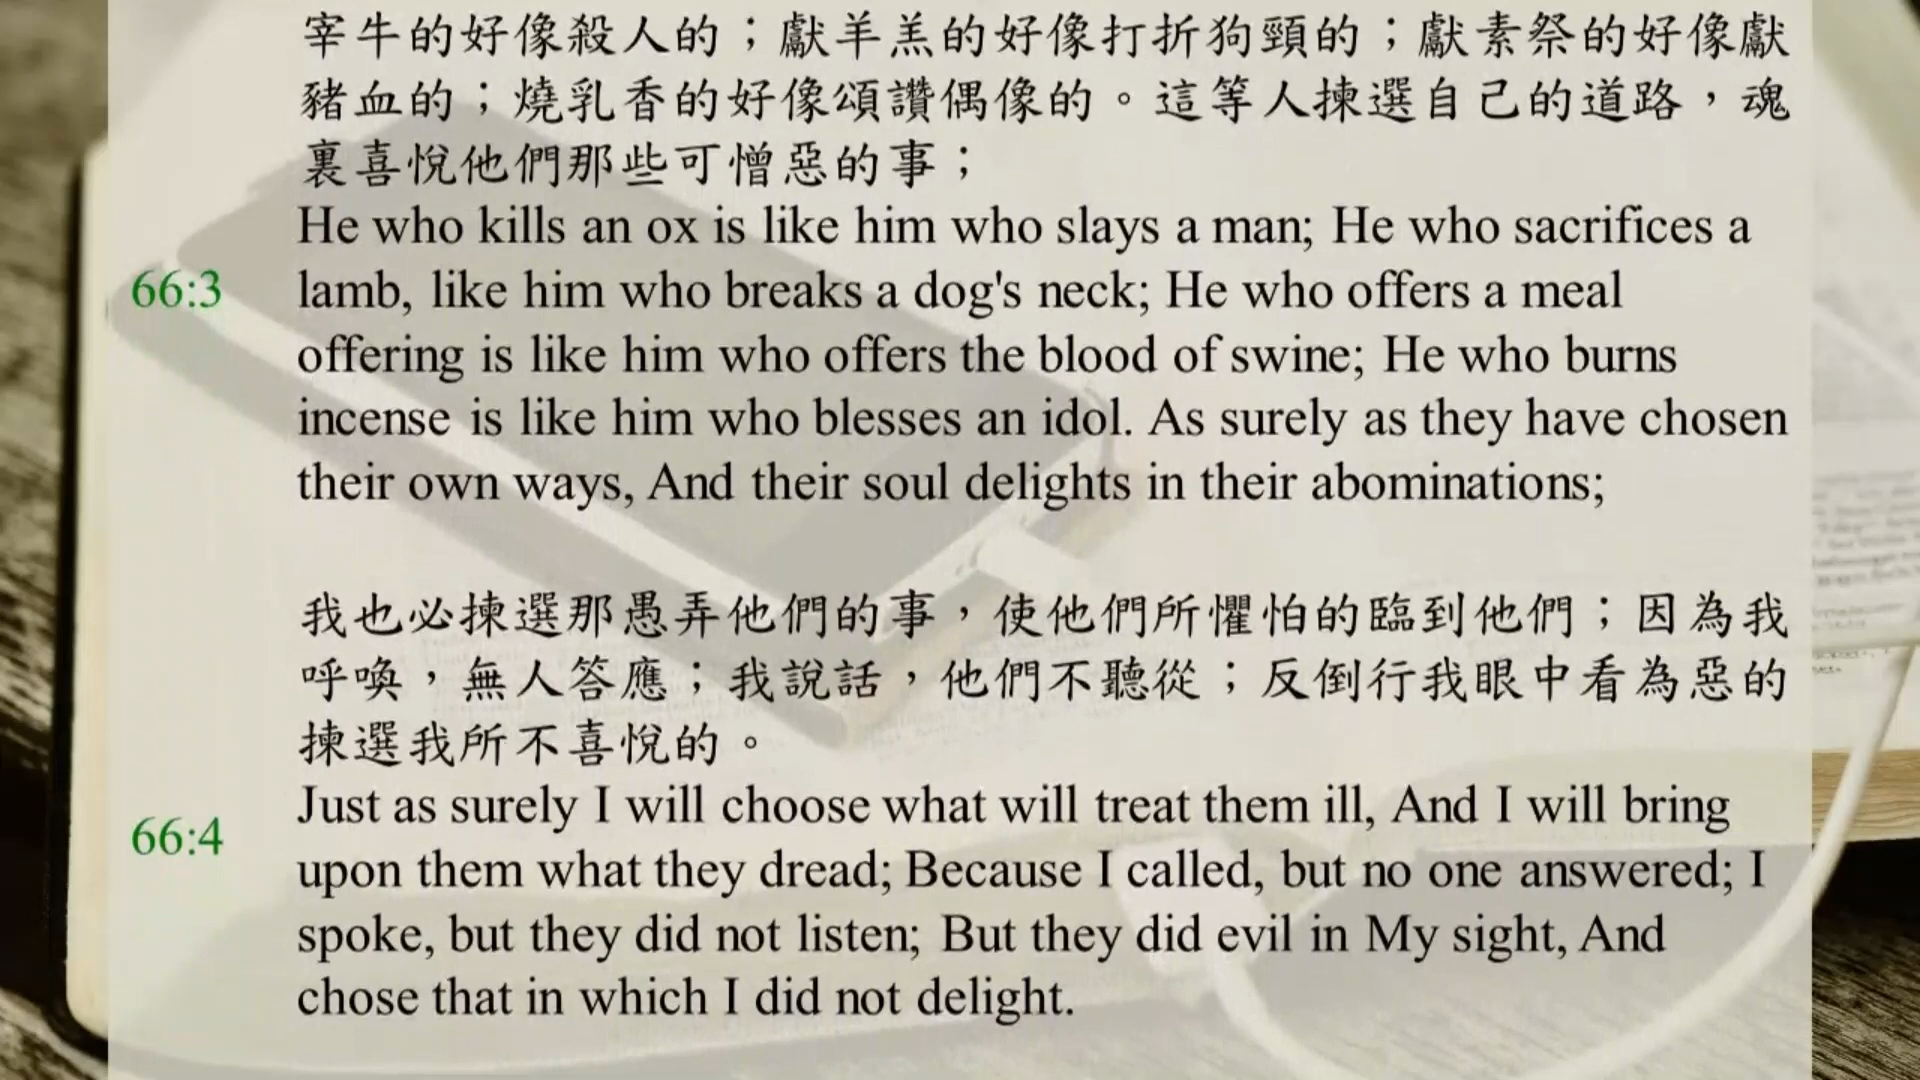 宰牛的好像殺人的；獻羊羔的好像打折狗頸的；獻素祭的好像獻
豬血的；燒乳香的好像頌讚偶像的。這等人揀選自己的道路，魂
裏喜悅他們那些可憎惡的事；
He who kills an ox is like him who slays a man; He who sacrifices a
66:3
lamb, like him who breaks a dog's neck; He who offers a meal
offering is like him who offers the blood of swine; He who burns
incense is like him who blesses an idol. As surely as they have chosen
their own ways, And their soul delights in their abominations;
我也必揀選那愚弄他們的事，使他們所懼怕的臨到他們；因為我
呼喚，無人答應；我說話，他們不聽從；反倒行我眼中看為惡的
揀選我所不喜悅的。
Just as surely I will choose what will treat them ill, And I will bring
66:4
upon them what they dread; Because I called, but no one answered; I
spoke, but they did not listen; But they did evil in My sight, And
chose that in which I did not delight.